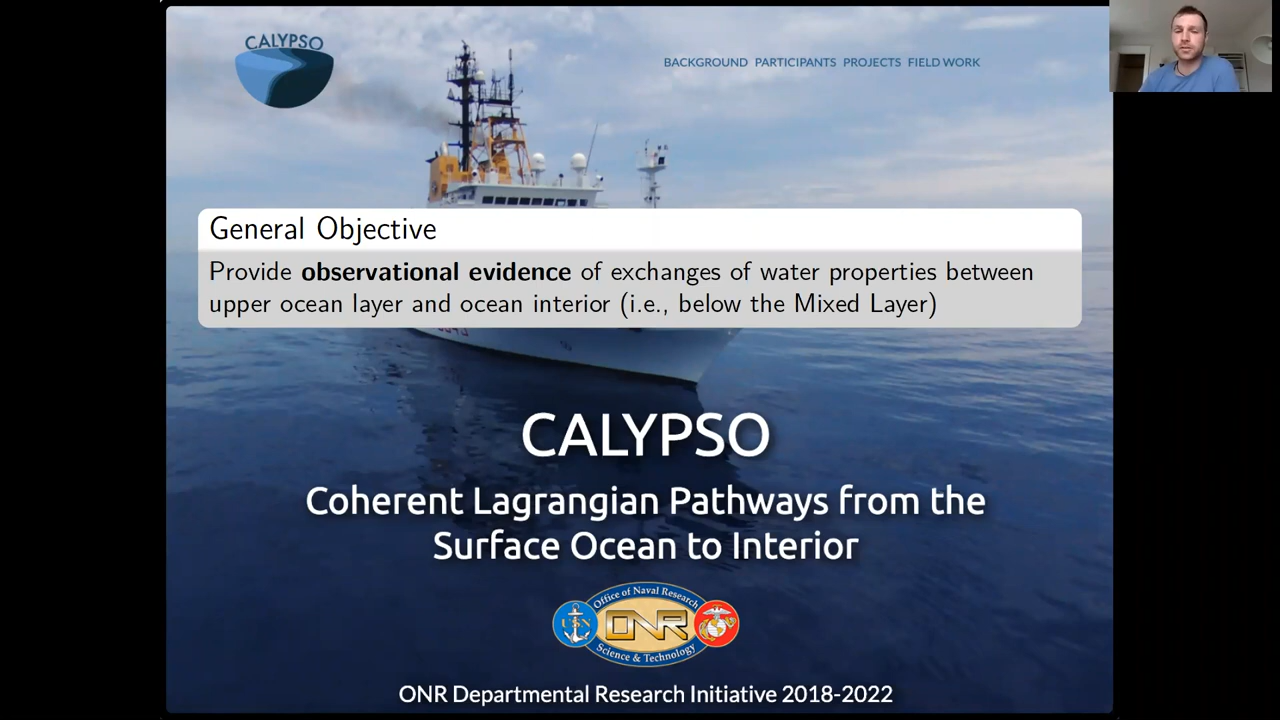 CALYPSO
BACKGROUND PARTICIPANTS PROJECTS FIELD WORK
General Objective
Provide observational evidence of exchanges of water properties between
upper ocean layer and ocean interior (i.e., below the Mixed Layer)
CALYPSO
Coherent Lagrangian Pathways from the
Surface Ocean to Interior
Office of Naval Research
USN
ONR
Science & Technology
ONR Departmental Research Initiative 2018-2022